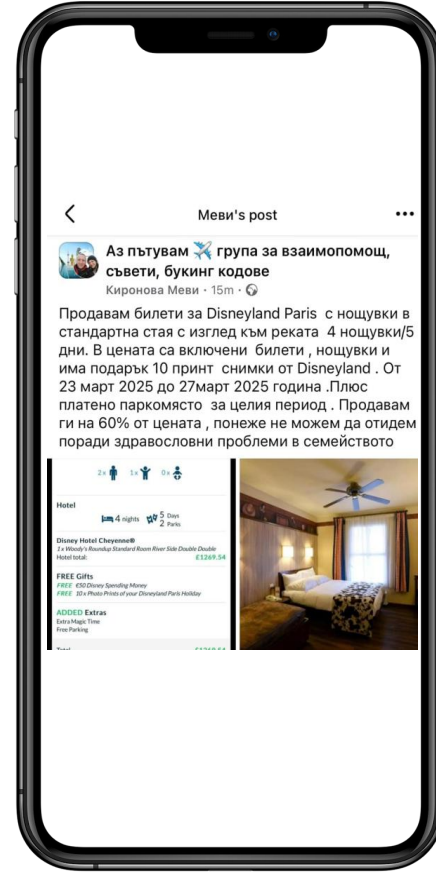 Меви's post
Аз пътувам ✈️ група за взаимопомощ,
съвети, букинг кодове
Киронова Меви · 15m ·
Продавам билети за Disneyland Paris с нощувки в
стандартна стая с изглед към реката 4 нощувки/5
дни. В цената са включени билети , нощувки и
има подарък 10 принт снимки от Disneyland . От
23 март 2025 до 27март 2025 година .Плюс
платено паркомясто за целия период . Продавам
ги на 60% от цената , понеже не можем да отидем
поради здравословни проблеми в семейството
2x 1x 0x
Hotel
4 nights 5 Days
2 Parks
Disney Hotel Cheyenne®
1 x Woody's Roundup Standard Room River Side Double Double
Hotel total: £1269.54
FREE Gifts
FREE €50 Disney Spending Money
FREE 10 x Photo Prints of your Disneyland Paris Holiday
ADDED Extras
Extra Magic Time
Free Parking